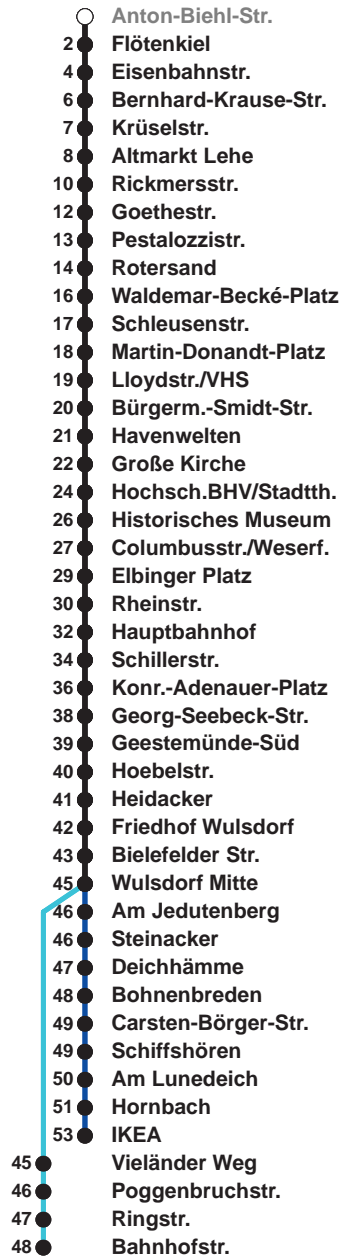 Anton-Biehl-Str.
2 Flötenkiel
4 Eisenbahnstr.
6 Bernhard-Krause-Str.
7 Krüselstr.
8 Altmarkt Lehe
10 Rickmersstr.
12 Goethestr.
13 Pestalozzistr.
14 Rotersand
16 Waldemar-Becké-Platz
17 Schleusenstr.
18 Martin-Donandt-Platz
19 Lloydstr./VHS
20 Bürgerm.-Smidt-Str.
21 Havenwelten
22 Große Kirche
24 Hochsch.BHV/Stadtth.
26 Historisches Museum
27 Columbusstr./Weserf.
29 Elbinger Platz
30 Rheinstr.
32 Hauptbahnhof
34 Schillerstr.
36 Konr.-Adenauer-Platz
38 Georg-Seebeck-Str.
39 Geestemünde-Süd
40 Hoebelstr.
41 Heidacker
42 Friedhof Wulsdorf
43 Bielefelder Str.
45 Wulsdorf Mitte
46 Am Jedutenberg
46 Steinacker
47 Deichhämme
48 Bohnenbreden
49 Carsten-Börger-Str.
49 Schiffshören
50 Am Lunedeich
51 Hornbach
53 IKEA
45 Vieländer Weg
46 Poggenbruchstr.
47 Ringstr.
48 Bahnhofstr.